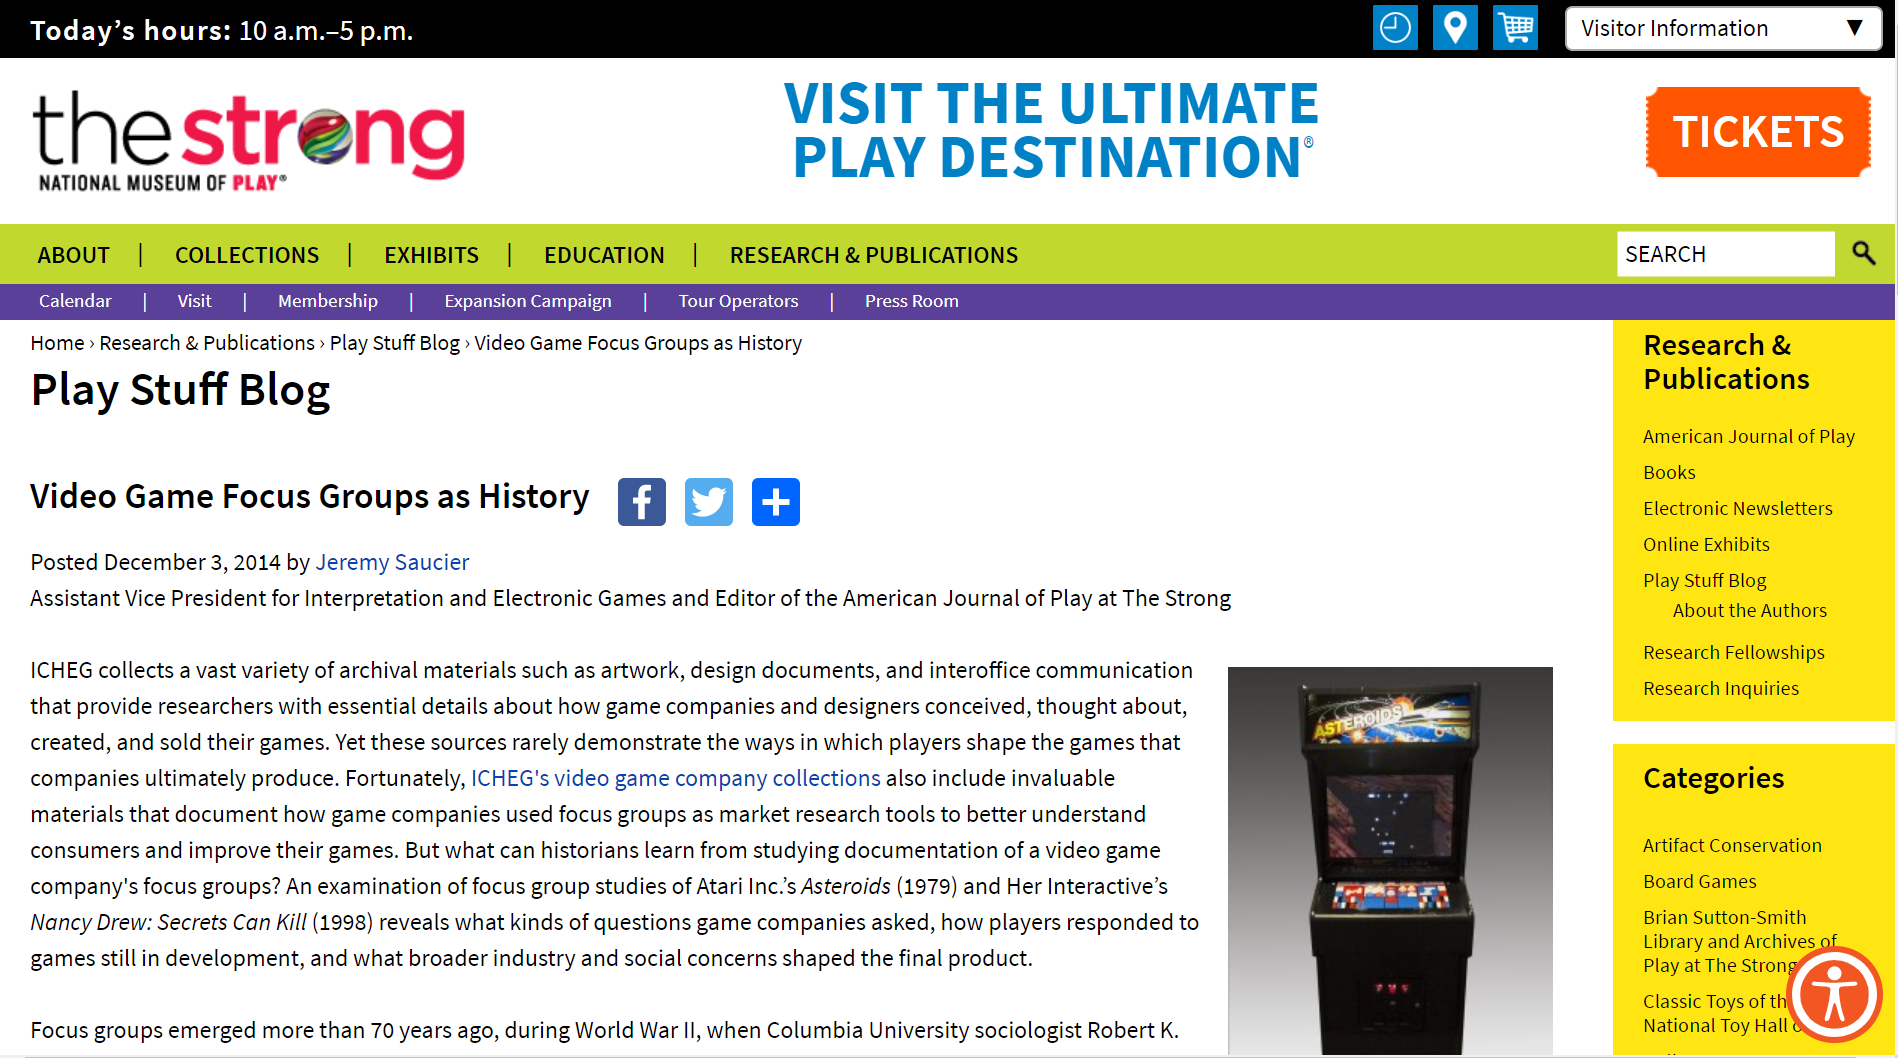 Today's hours: 10 a.m.–5 p.m.
Visitor Information ▼
the strong
NATIONAL MUSEUM OF PLAY®
VISIT THE ULTIMATE
PLAY DESTINATION®
TICKETS
ABOUT | COLLECTIONS | EXHIBITS | EDUCATION | RESEARCH & PUBLICATIONS
SEARCH
Calendar | Visit | Membership | Expansion Campaign | Tour Operators | Press Room
Home › Research & Publications › Play Stuff Blog › Video Game Focus Groups as History
Play Stuff Blog
Video Game Focus Groups as History
Posted December 3, 2014 by Jeremy Saucier
Assistant Vice President for Interpretation and Electronic Games and Editor of the American Journal of Play at The Strong
ICHEG collects a vast variety of archival materials such as artwork, design documents, and interoffice communication
that provide researchers with essential details about how game companies and designers conceived, thought about,
created, and sold their games. Yet these sources rarely demonstrate the ways in which players shape the games that
companies ultimately produce. Fortunately, ICHEG's video game company collections also include invaluable
materials that document how game companies used focus groups as market research tools to better understand
consumers and improve their games. But what can historians learn from studying documentation of a video game
company's focus groups? An examination of focus group studies of Atari Inc.’s Asteroids (1979) and Her Interactive’s
Nancy Drew: Secrets Can Kill (1998) reveals what kinds of questions game companies asked, how players responded to
games still in development, and what broader industry and social concerns shaped the final product.
Focus groups emerged more than 70 years ago, during World War II, when Columbia University sociologist Robert K.
ASTEROIDS
Research &
Publications
American Journal of Play
Books
Electronic Newsletters
Online Exhibits
Play Stuff Blog
About the Authors
Research Fellowships
Research Inquiries
Categories
Artifact Conservation
Board Games
Brian Sutton-Smith
Library and Archives of
Play at The Strong
Classic Toys of
National Toy Hall